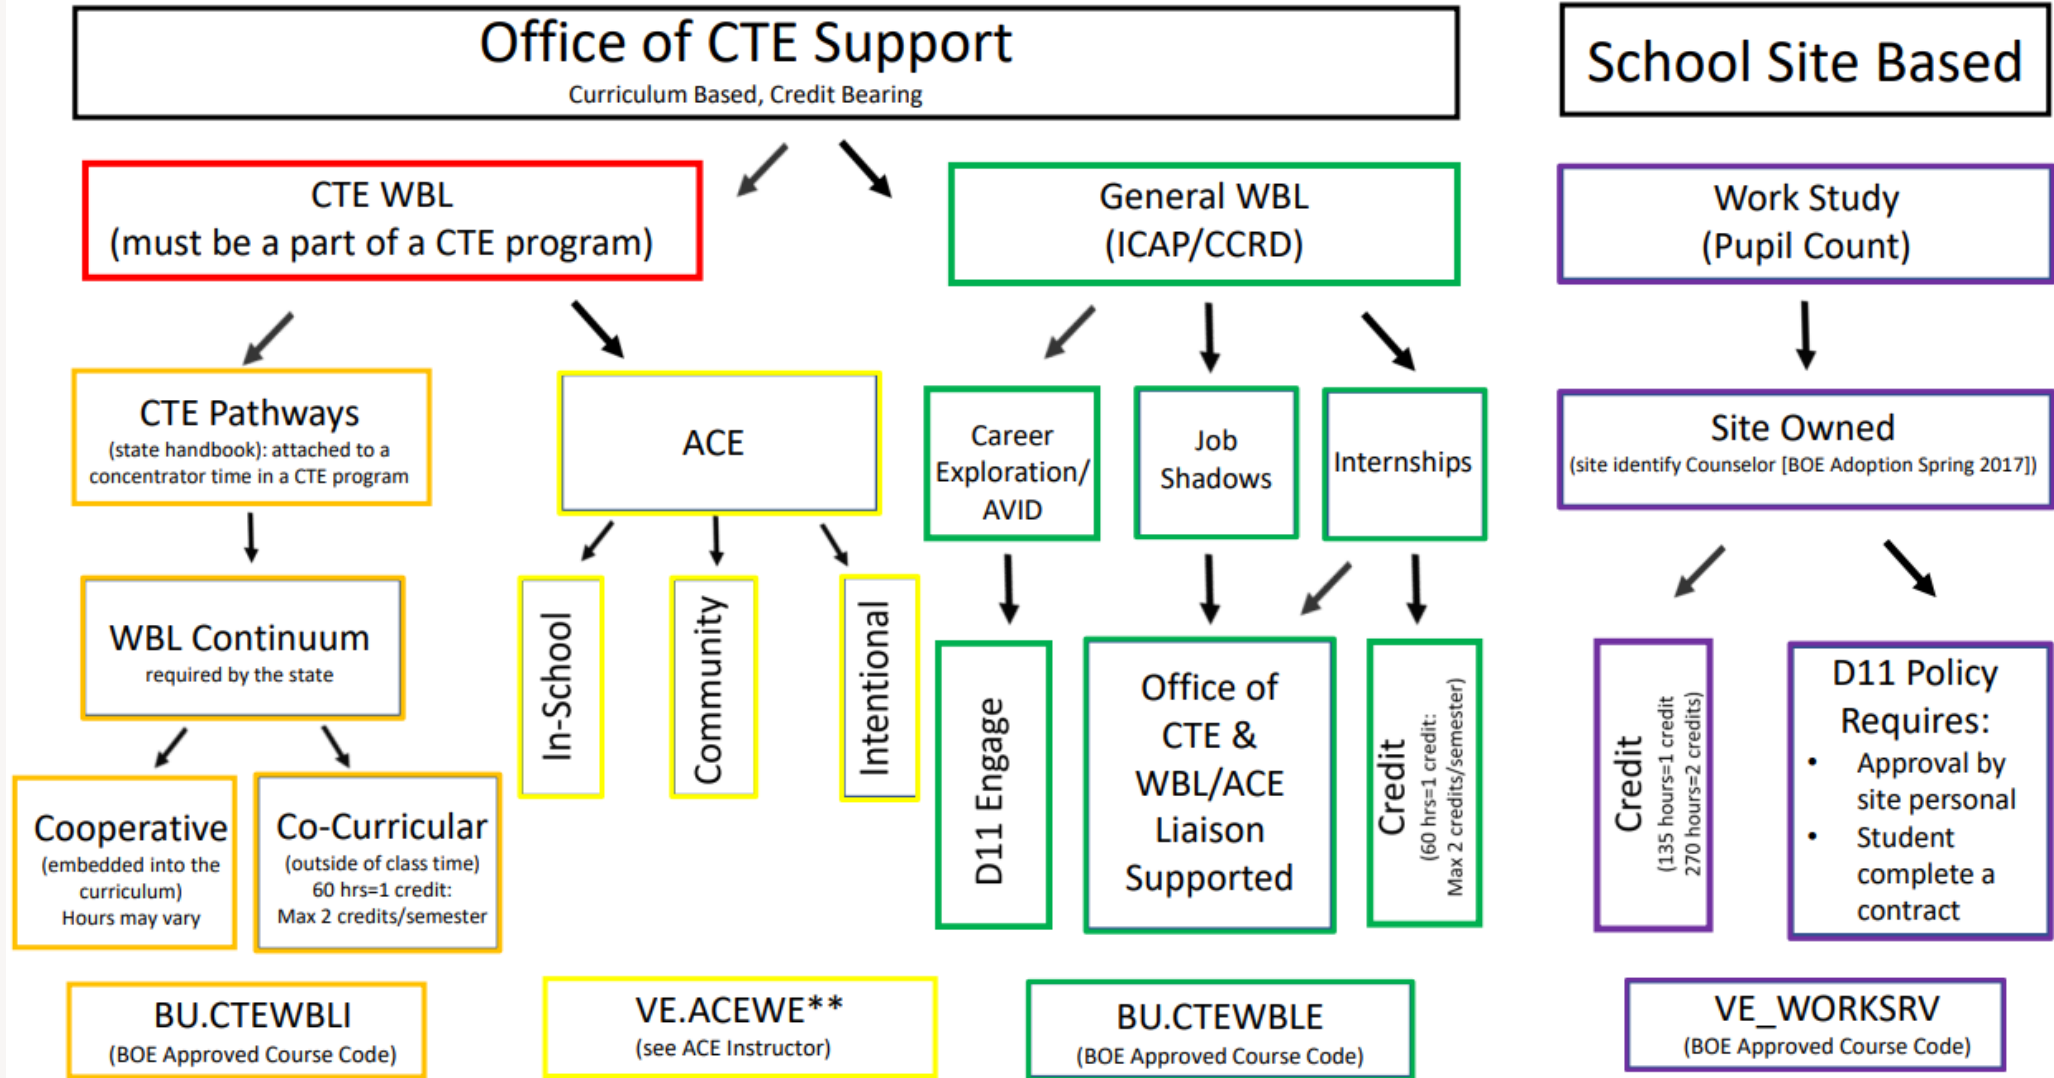 Office of CTE Support
Curriculum Based, Credit Bearing
School Site Based
CTE WBL
(must be a part of a CTE program)
General WBL
(ICAP/CCRD)
Work Study
(Pupil Count)
CTE Pathways
(state handbook): attached to a
concentrator time in a CTE program
ACE
Career
Exploration/
AVID
Job
Shadows
Internships
Site Owned
(site identify Counselor [BOE Adoption Spring 2017])
WBL Continuum
required by the state
In-School
Community
Intentional
D11 Engage
Office of
CTE &
WBL/ACE
Liaison
Supported
Credit
(60 hrs=1 credit:
Max 2 credits/semester)
Credit
(135 hours=1 credit
270 hours=2 credits)
D11 Policy
Requires:
• Approval by
site personal
• Student
complete a
contract
Cooperative
(embedded into the
curriculum)
Hours may vary
Co-Curricular
(outside of class time)
60 hrs=1 credit:
Max 2 credits/semester
BU.CTEWBLI
(BOE Approved Course Code)
VE.ACEWE**
(see ACE Instructor)
BU.CTEWBLE
(BOE Approved Course Code)
VE_WORKSRV
(BOE Approved Course Code)